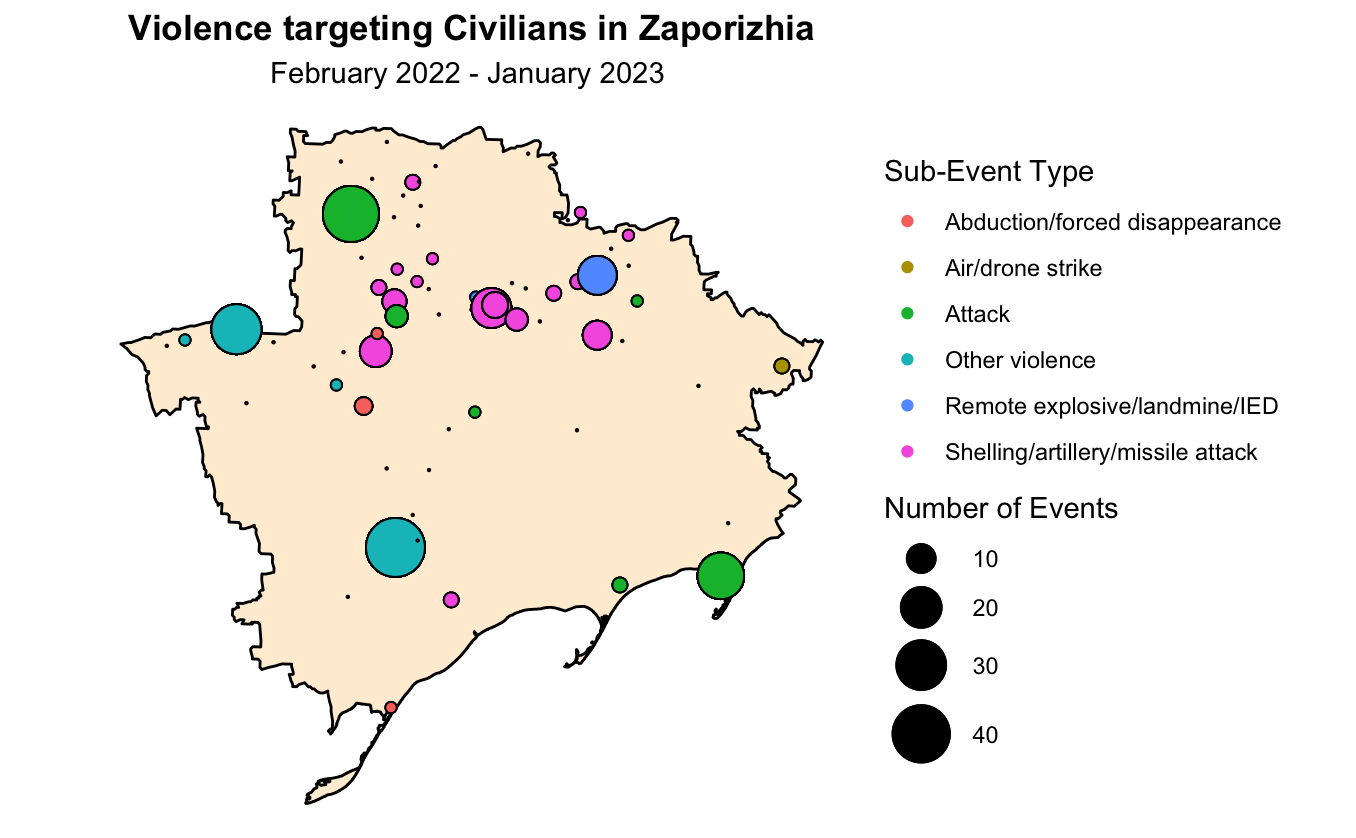 Violence targeting Civilians in Zaporizhia
February 2022 - January 2023
Sub-Event Type
Abduction/forced disappearance
Air/drone strike
Attack
Other violence
Remote explosive/landmine/IED
Shelling/artillery/missile attack
Number of Events
10
20
30
40